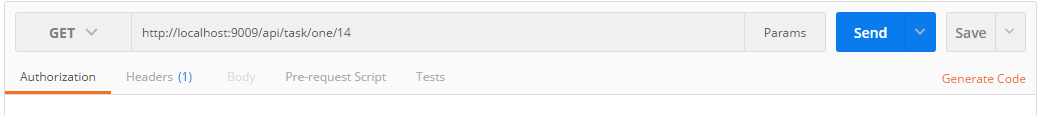 GET http://localhost:9009/api/task/one/14 Params Send Save
Authorization Headers (1) Body Pre-request Script Tests Generate Code